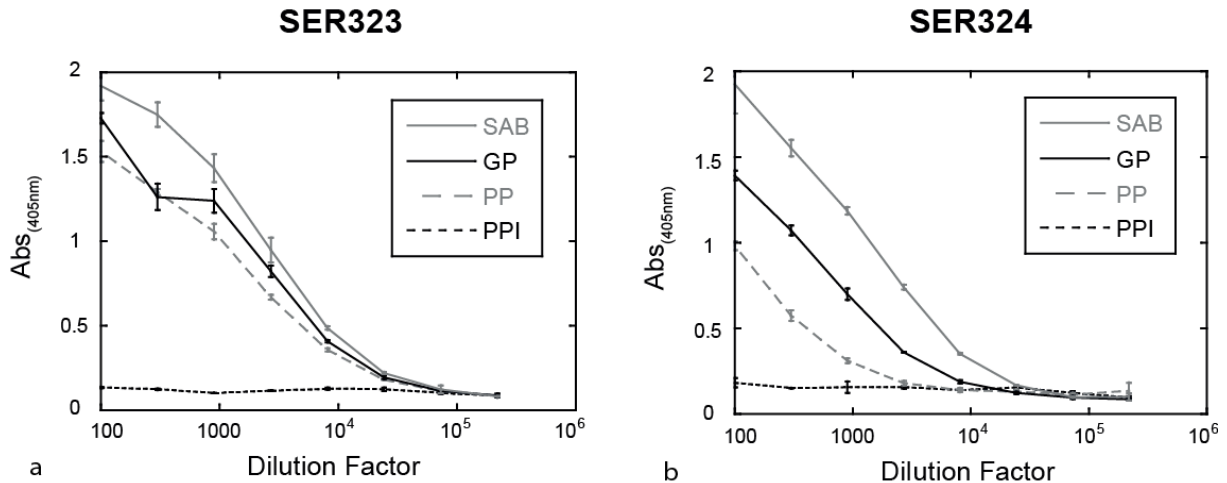 SER323
2
1.5
1
0.5
0
Abs(405nm)
100
1000
10^4
10^5
10^6
Dilution Factor
SAB
GP
PP
PPI
a
SER324
2
1.5
1
0.5
0
Abs(405nm)
100
1000
10^4
10^5
10^6
Dilution Factor
SAB
GP
PP
PPI
b